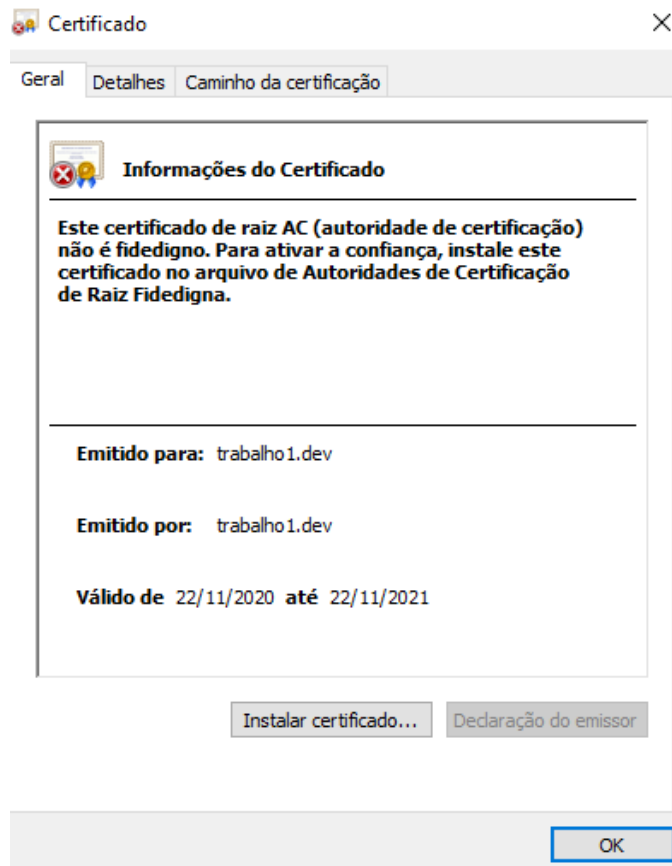 Certificado
Geral Detalhes Caminho da certificação
Informações do Certificado
Este certificado de raiz AC (autoridade de certificação)
não é fidedigno. Para ativar a confiança, instale este
certificado no arquivo de Autoridades de Certificação
de Raiz Fidedigna.
Emitido para: trabalho1.dev
Emitido por: trabalho1.dev
Válido de 22/11/2020 até 22/11/2021
Instalar certificado... Declaração do emissor
OK